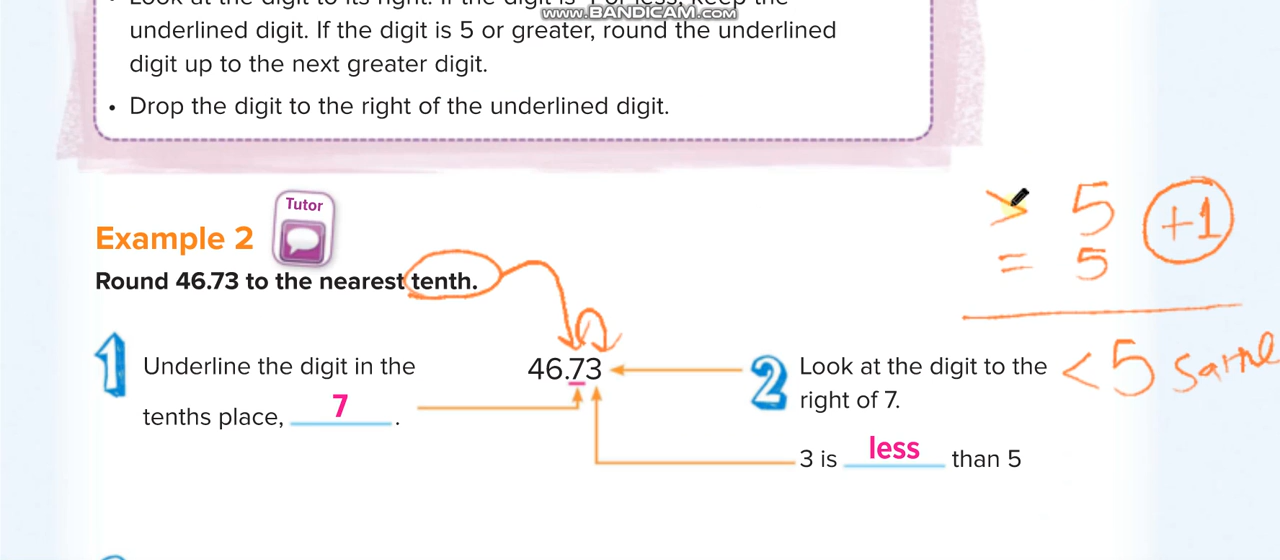 www.BANDICAM.com
underlined digit. If the digit is 5 or greater, round the underlined
digit up to the next greater digit.
• Drop the digit to the right of the underlined digit.
Tutor
Example 2
Round 46.73 to the nearest tenth.
> 5 +1
= 5
< 5 Same
1 Underline the digit in the
tenths place, 7.
46.73
2 Look at the digit to the
right of 7.
3 is less than 5